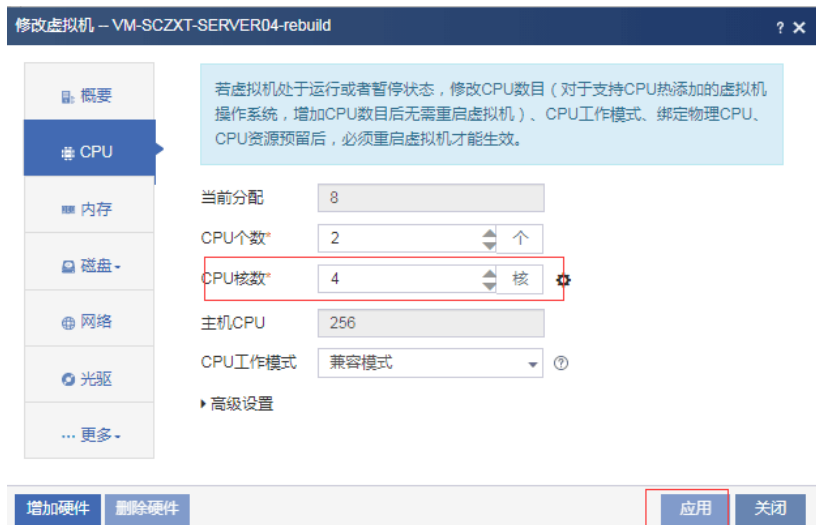 修改虚拟机 – VM-SCZXT-SERVER04-rebuild
概要
CPU
内存
磁盘
网络
光驱
更多
若虚拟机处于运行或者暂停状态，修改CPU数目（对于支持CPU热添加的虚拟机
操作系统，增加CPU数目后无需重启虚拟机）、CPU工作模式、绑定物理CPU、
CPU资源预留后，必须重启虚拟机才能生效。
当前分配 8
CPU个数* 2 个
CPU核数* 4 核
主机CPU 256
CPU工作模式 兼容模式
高级设置
增加硬件 删除硬件 应用 关闭